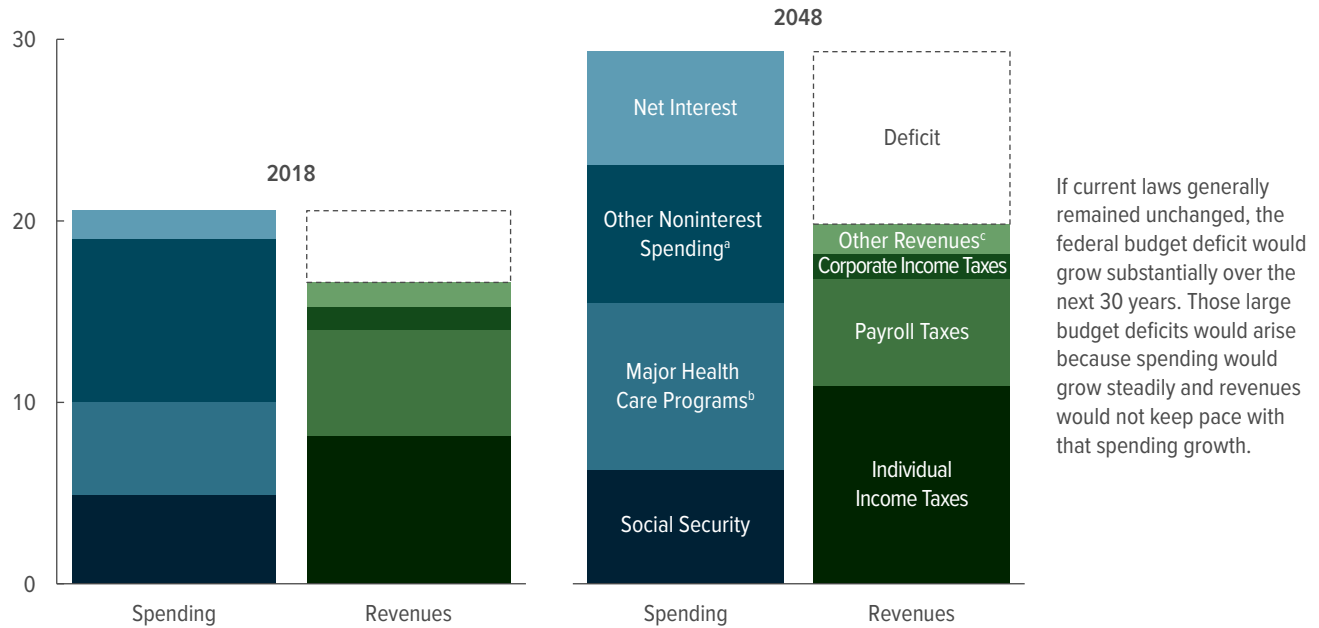 2048
30
Net Interest
Deficit
2018
20
Other Noninterest
Spendingᵃ
Other Revenuesᶜ
Corporate Income Taxes
Payroll Taxes
10
Major Health
Care Programsᵇ
Individual
Income Taxes
Social Security
0
Spending
Revenues
Spending
Revenues
If current laws generally
remained unchanged, the
federal budget deficit would
grow substantially over the
next 30 years. Those large
budget deficits would arise
because spending would
grow steadily and revenues
would not keep pace with
that spending growth.